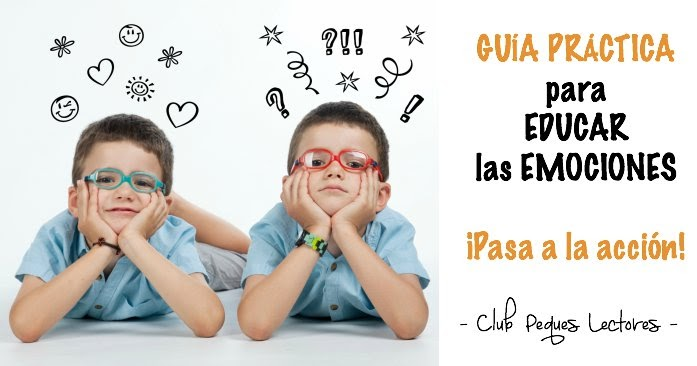 ?!!
?
!
GUÍA PRÁCTICA
para
EDUCAR
las EMOCIONES
¡Pasa a la acción!
- Club Peques Lectores -